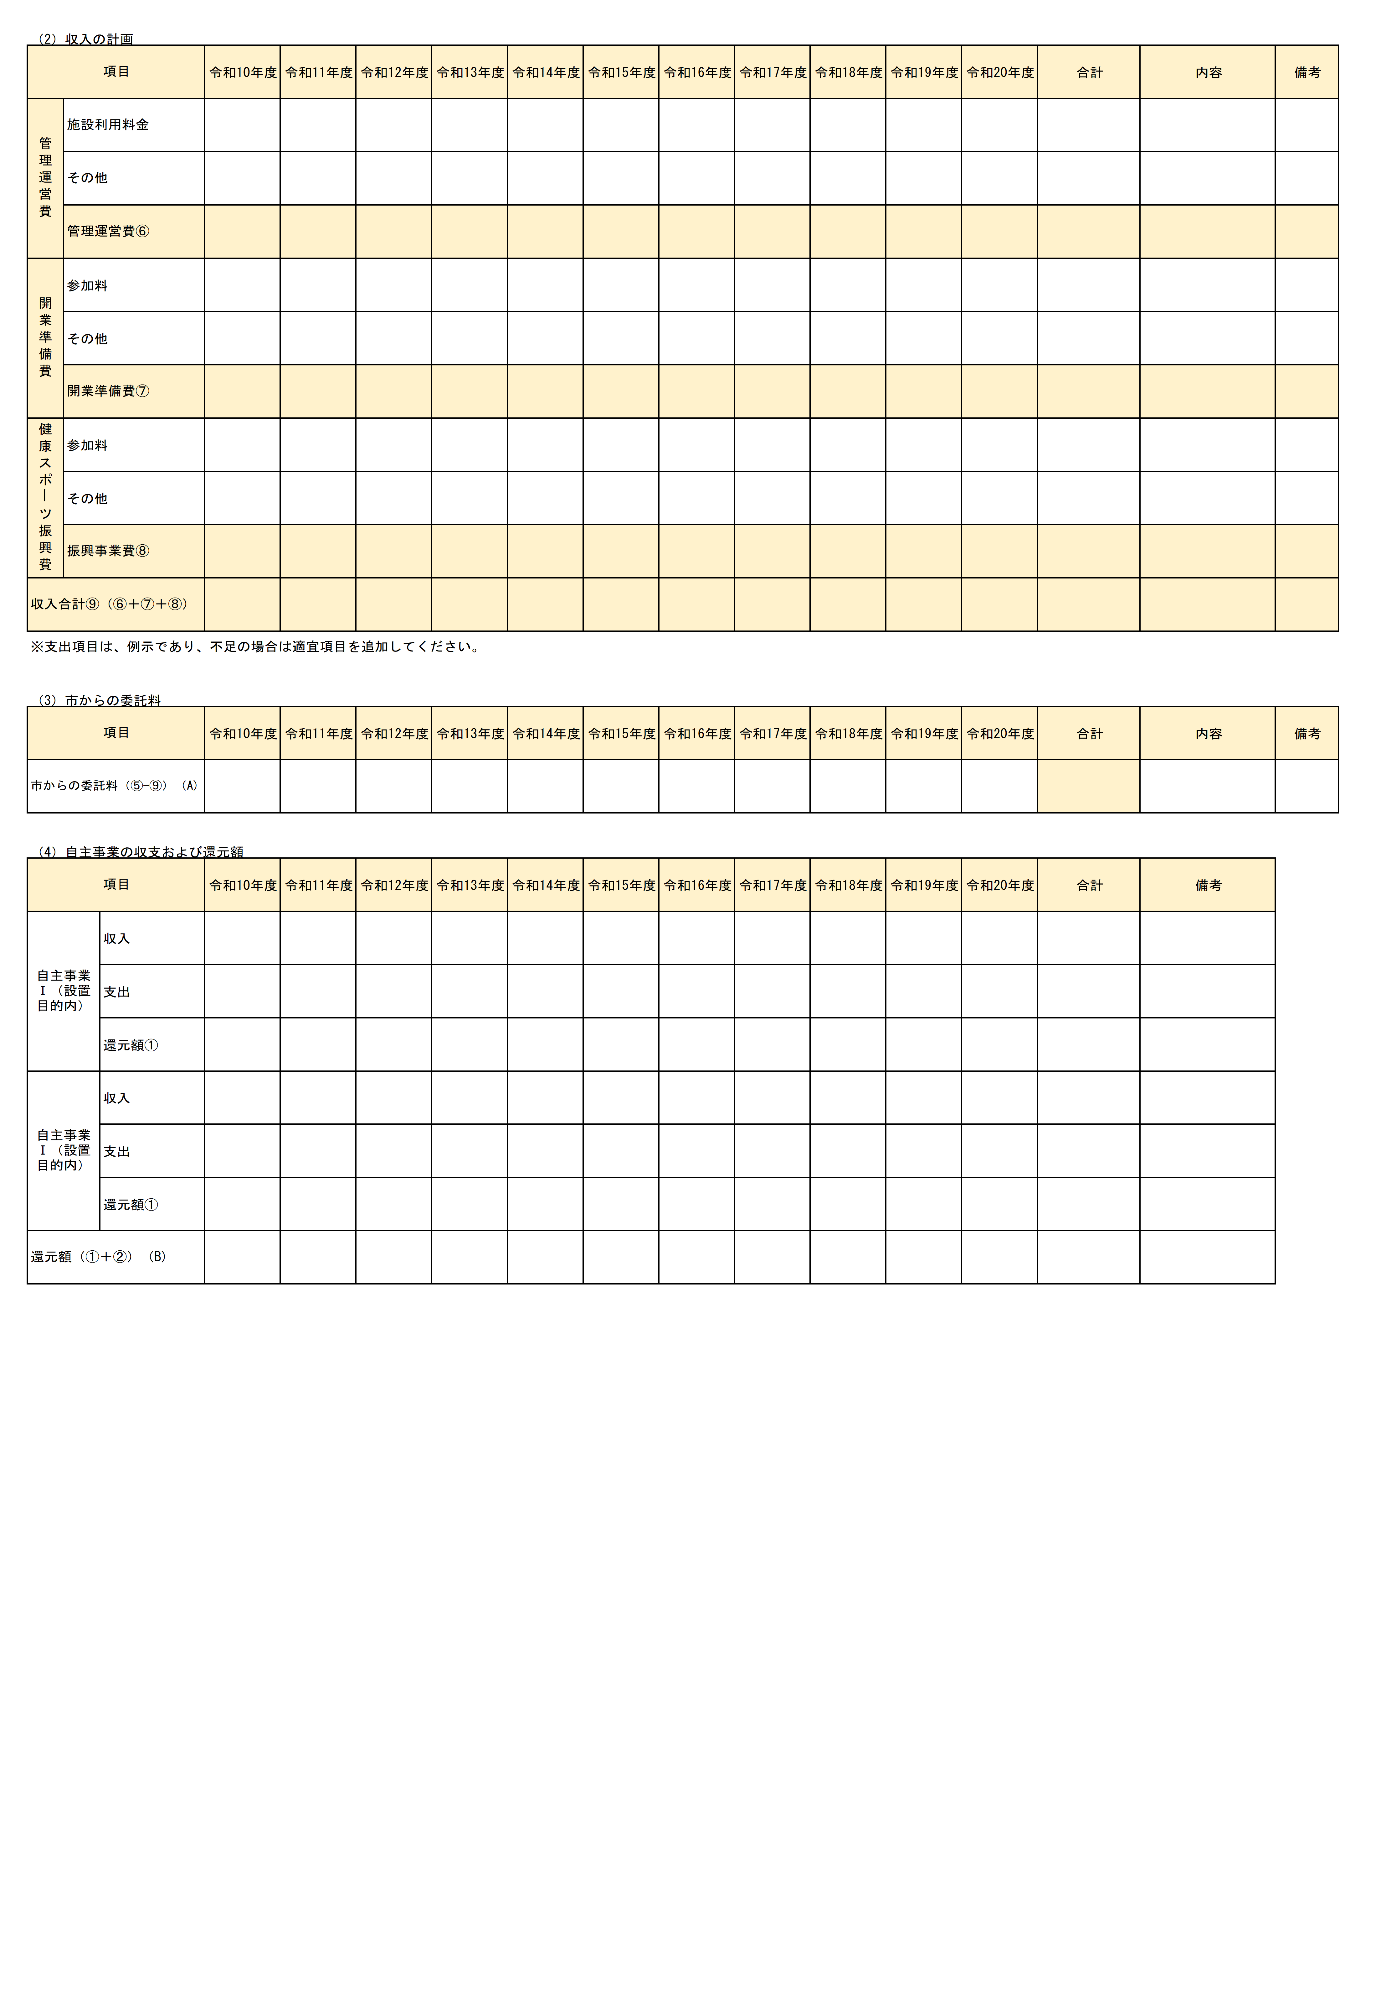 （2）収入の計画
項目 令和10年度 令和11年度 令和12年度 令和13年度 令和14年度 令和15年度 令和16年度 令和17年度 令和18年度 令和19年度 令和20年度 合計 内容 備考
管理運営費
施設利用料金
その他
管理運営費⑥
開業準備費
参加料
その他
開業準備費⑦
健康スポーツ振興費
参加料
その他
振興事業費⑧
収入合計⑨（⑥＋⑦＋⑧）
※支出項目は、例示であり、不足の場合は適宜項目を追加してください。
（3）市からの委託料
項目 令和10年度 令和11年度 令和12年度 令和13年度 令和14年度 令和15年度 令和16年度 令和17年度 令和18年度 令和19年度 令和20年度 合計 内容 備考
市からの委託料（⑤-⑨）（A）
（4）自主事業の収支および還元額
項目 令和10年度 令和11年度 令和12年度 令和13年度 令和14年度 令和15年度 令和16年度 令和17年度 令和18年度 令和19年度 令和20年度 合計 備考
自主事業
Ⅰ（設置
目的内）
収入
支出
還元額①
自主事業
Ⅰ（設置
目的内）
収入
支出
還元額①
還元額（①＋②）（B）